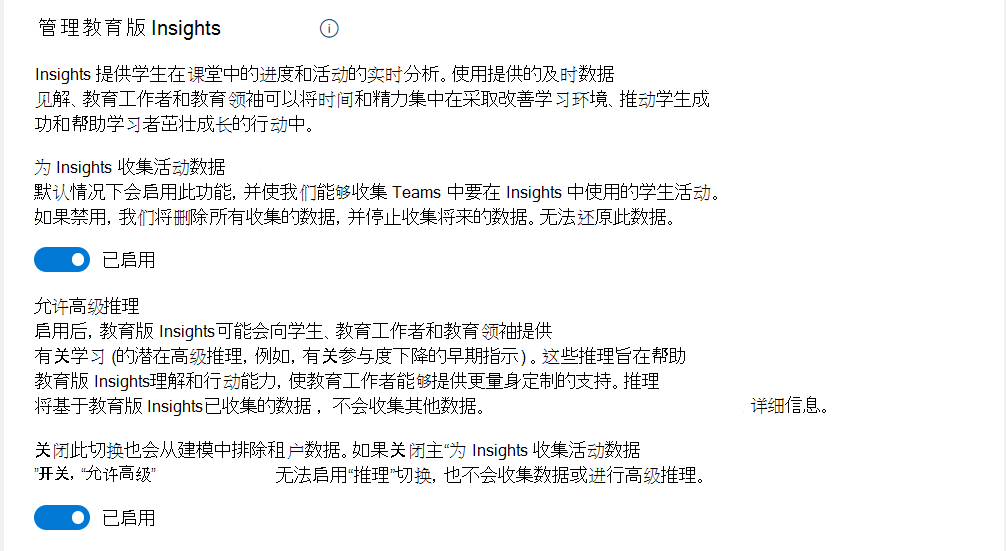 管理教育版 Insights
Insights 提供学生在课堂中的进度和活动的实时分析。使用提供的及时数据
见解、教育工作者和教育领袖可以将时间和精力集中在采取改善学习环境、推动学生成
功和帮助学习者茁壮成长的行动中。
为 Insights 收集活动数据
默认情况下会启用此功能, 并使我们能够收集 Teams 中要在 Insights 中使用的学生活动。
如果禁用, 我们将删除所有收集的数据, 并停止收集将来的数据。无法还原此数据。
已启用
允许高级推理
启用后, 教育版 Insights可能会向学生、教育工作者和教育领袖提供
有关学习 (的潜在高级推理, 例如, 有关参与度下降的早期指示) 。这些推理旨在帮助
教育版 Insights理解和行动能力, 使教育工作者能够提供更量身定制的支持。推理
将基于教育版 Insights已收集的数据 , 不会收集其他数据。 详细信息。
关闭此切换也会从建模中排除租户数据。如果关闭主“为 Insights 收集活动数据
”开关, “允许高级” 无法启用“推理”切换, 也不会收集数据或进行高级推理。
已启用